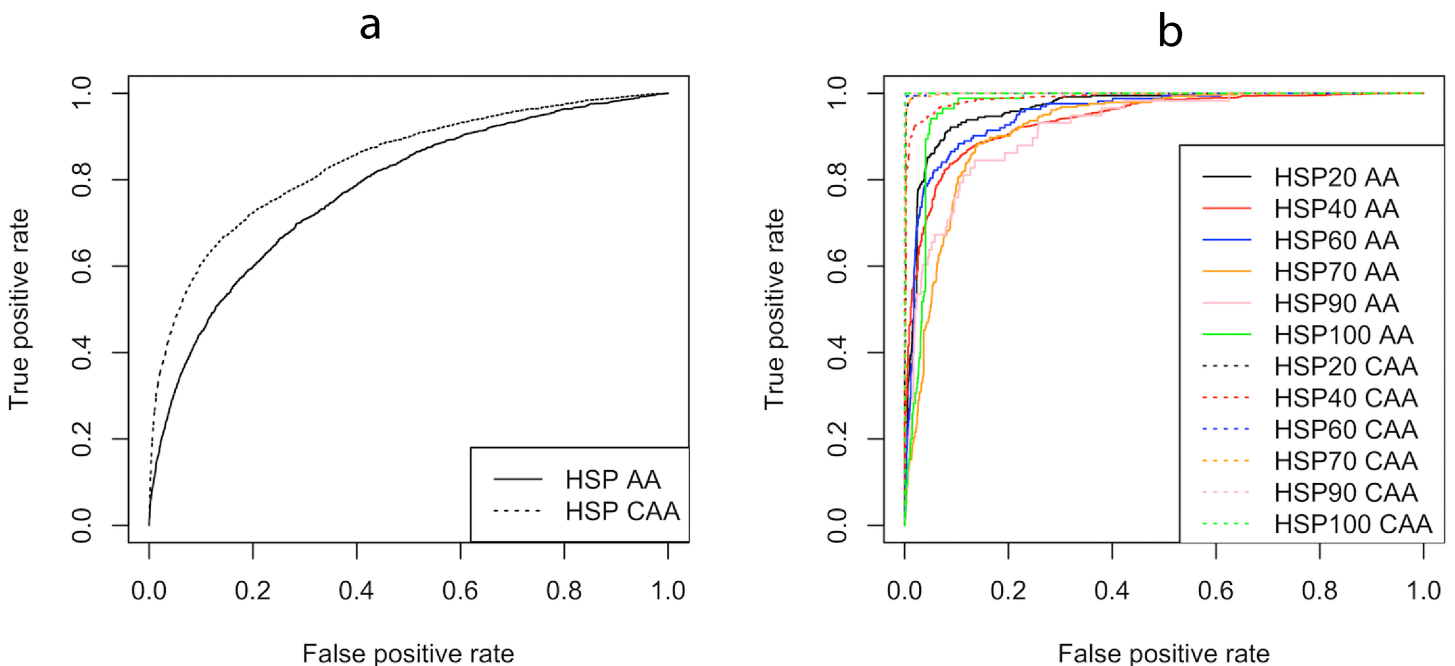 a
True positive rate
1.0
0.8
0.6
0.4
0.2
0.0
HSP AA
HSP CAA
0.0 0.2 0.4 0.6 0.8 1.0
False positive rate
b
True positive rate
1.0
0.8
0.6
0.4
0.2
0.0
HSP20 AA
HSP40 AA
HSP60 AA
HSP70 AA
HSP90 AA
HSP100 AA
HSP20 CAA
HSP40 CAA
HSP60 CAA
HSP70 CAA
HSP90 CAA
HSP100 CAA
0.0 0.2 0.4 0.6 0.8 1.0
False positive rate